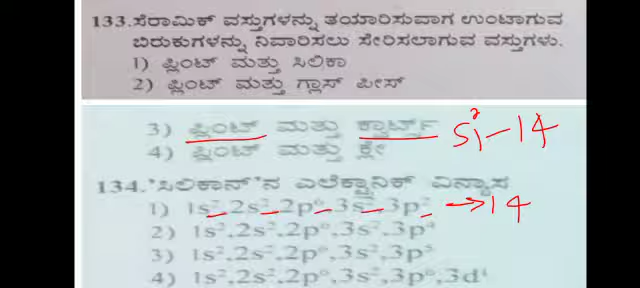 133. ಸೆರಾಮಿಕ್ ವಸ್ತುಗಳನ್ನು ತಯಾರಿಸುವಾಗ ಉಂಟಾಗುವ
ಬಿರುಕುಗಳನ್ನು ನಿವಾರಿಸಲು ಸೇರಿಸಲಾಗುವ ವಸ್ತುಗಳು.
1) ಫ್ಲಿಂಟ್ ಮತ್ತು ಸಿಲಿಕಾ
2) ಫ್ಲಿಂಟ್ ಮತ್ತು ಗ್ಲಾಸ್ ಪೀಸ್
3) ಫ್ಲಿಂಟ್ ಮತ್ತು ಕ್ವಾರ್ಟ್ಸ್ Si – 14
4) ಫ್ಲಿಂಟ್ ಮತ್ತು ಕ್ಲೇ
134. 'ಸಿಲಿಕಾನ್'ನ ಎಲೆಕ್ಟ್ರಾನಿಕ್ ವಿನ್ಯಾಸ
1) 1s², 2s², 2p⁶, 3s², 3p² → 14
2) 1s², 2s², 2p⁶, 3s², 3p⁴
3) 1s², 2s², 2p⁶, 3s², 3p⁵
4) 1s², 2s², 2p⁶, 3s², 3p⁶, 3d¹